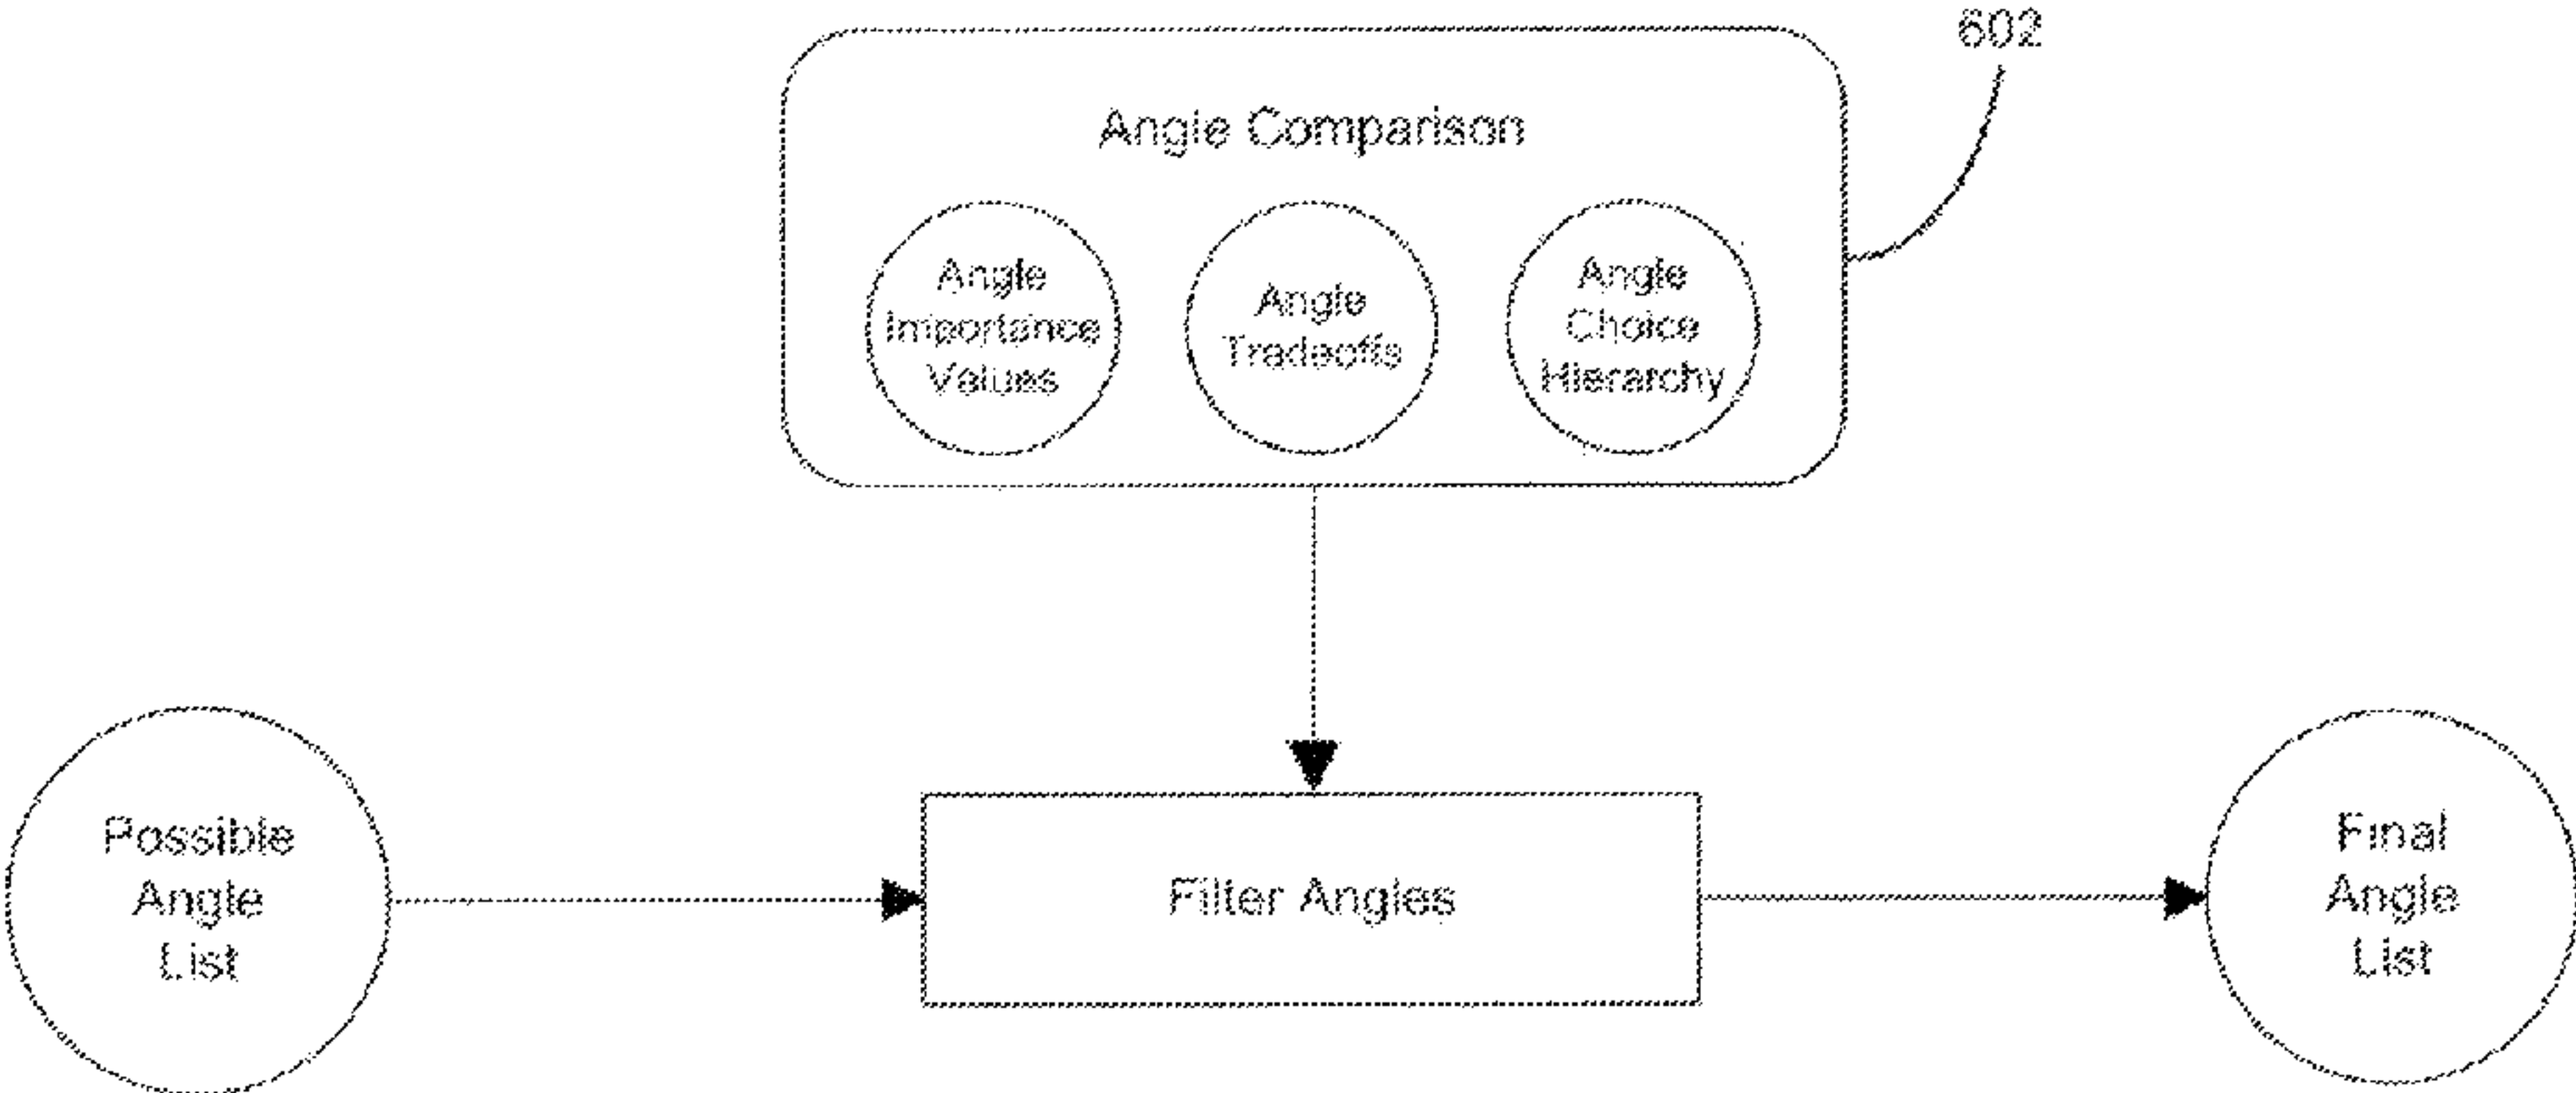 602
Angle Comparison
Angle
Importance
Values
Angle
Tradeoffs
Angle
Choice
Hierarchy
Possible
Angle
List
Filter Angles
Final
Angle
List